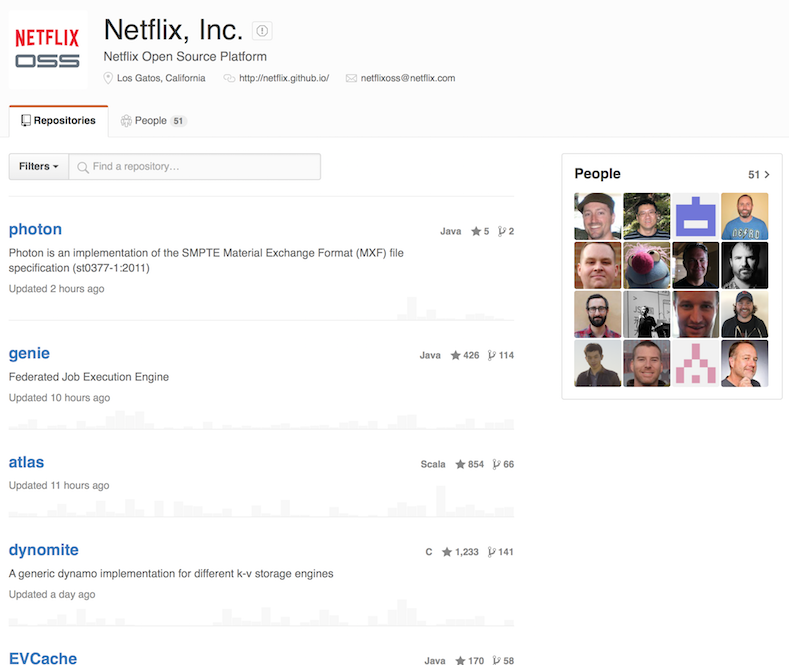 NETFLIX
OSS
Netflix, Inc.
Netflix Open Source Platform
Los Gatos, California http://netflix.github.io/ netflixoss@netflix.com
Repositories People 51
Filters Find a repository…
People 51
photon Java 5 2
Photon is an implementation of the SMPTE Material Exchange Format (MXF) file
specification (st0377-1:2011)
Updated 2 hours ago
genie Java 426 114
Federated Job Execution Engine
Updated 10 hours ago
atlas Scala 854 66
Updated 11 hours ago
dynomite C 1,233 141
A generic dynamo implementation for different k-v storage engines
Updated a day ago
EVCache Java 170 58